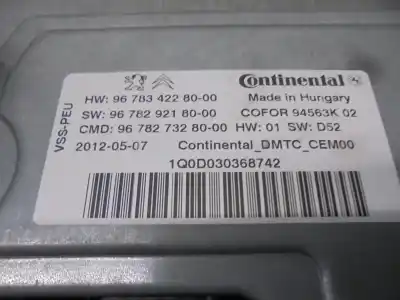 Continental
HW: 96 783 422 80-00 Made in Hungary
SW: 96 782 921 80-00 COFOR 94563K 02
CMD: 96 782 732 80-00 HW: 01 SW: D52
2012-05-07 Continental_DMTC_CEM00
1Q0D030368742
VSS-PEU